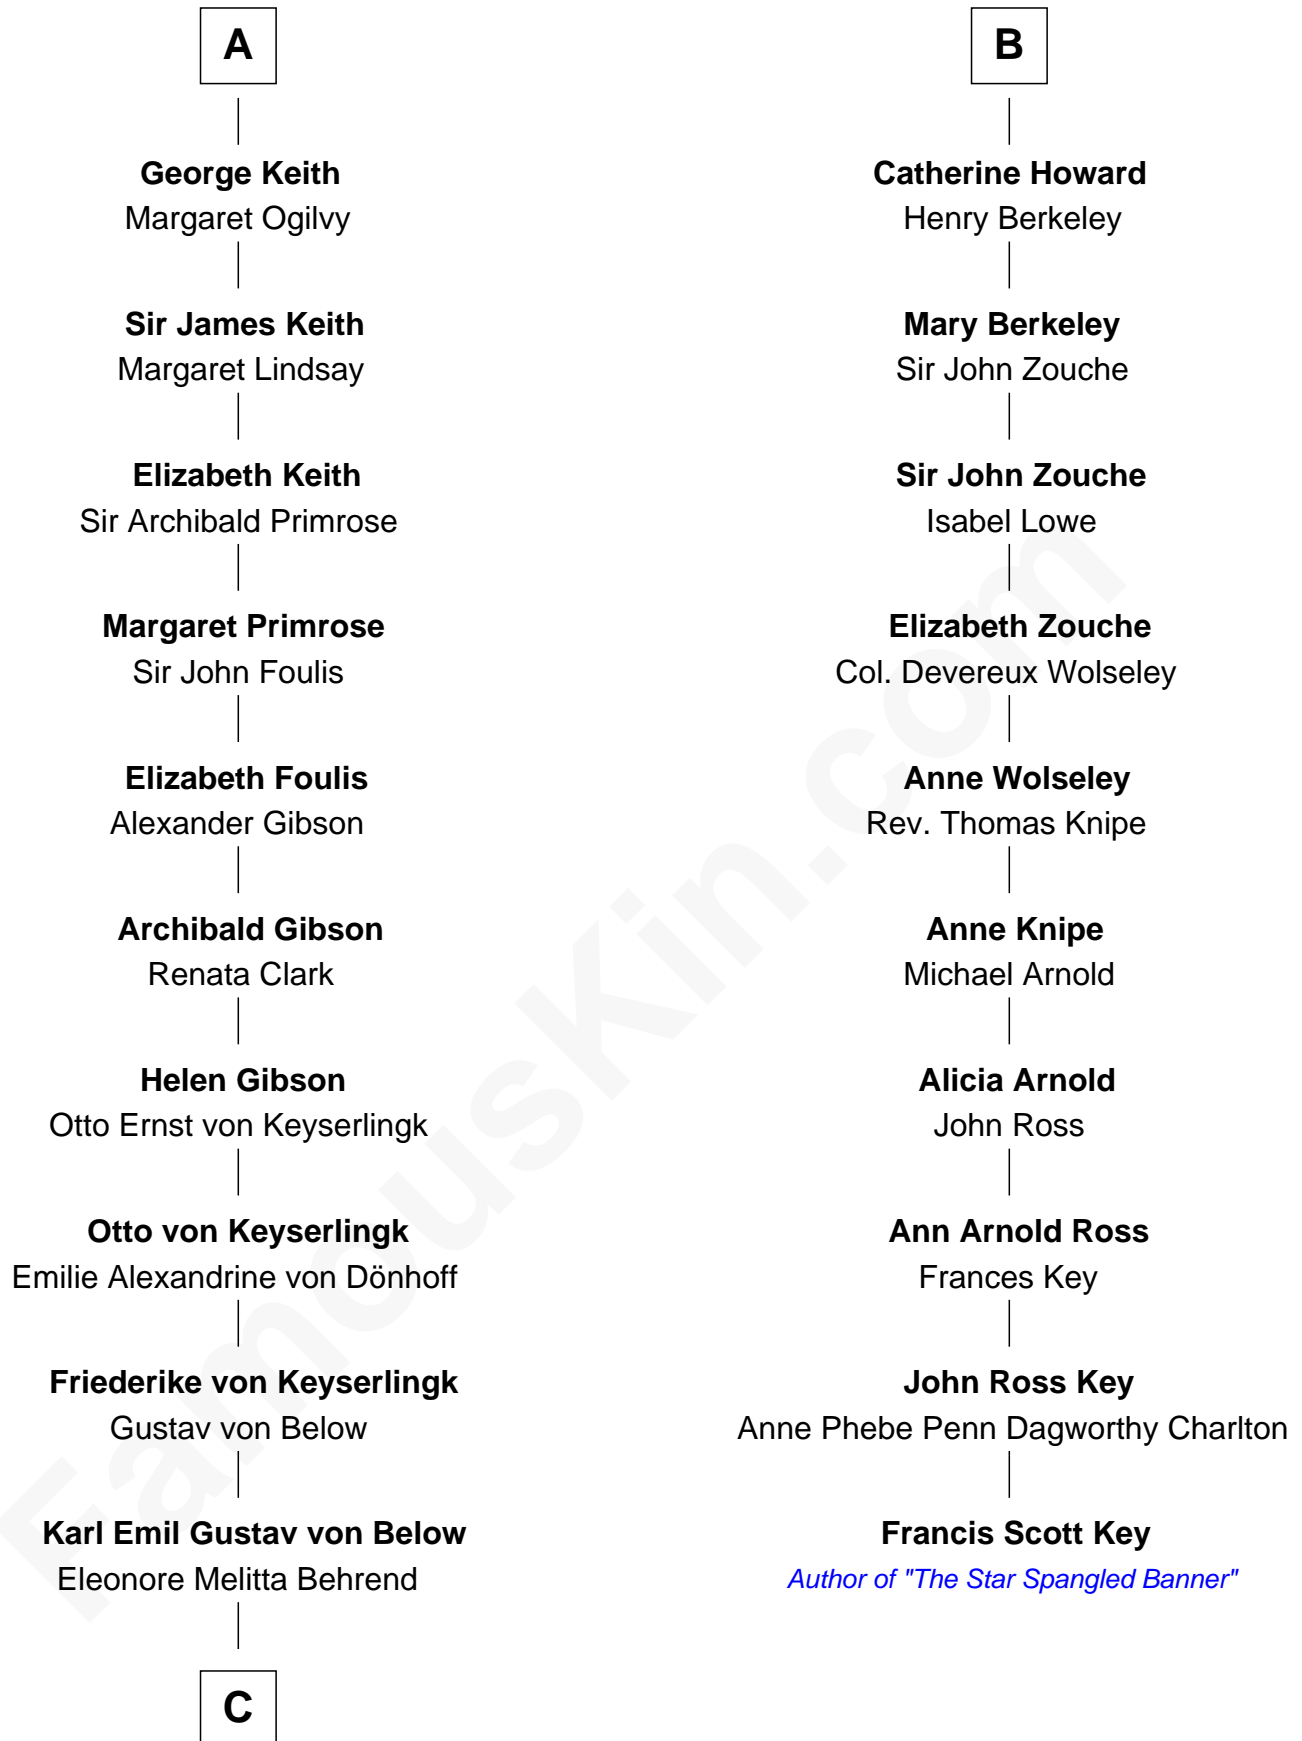 A
George Keith
Margaret Ogilvy
Sir James Keith
Margaret Lindsay
Elizabeth Keith
Sir Archibald Primrose
Margaret Primrose
Sir John Foulis
Elizabeth Foulis
Alexander Gibson
Archibald Gibson
Renata Clark
Helen Gibson
Otto Ernst von Keyserlingk
Otto von Keyserlingk
Emilie Alexandrine von Dönhoff
Friederike von Keyserlingk
Gustav von Below
Karl Emil Gustav von Below
Eleonore Melitta Behrend
C
B
Catherine Howard
Henry Berkeley
Mary Berkeley
Sir John Zouche
Sir John Zouche
Isabel Lowe
Elizabeth Zouche
Col. Devereux Wolseley
Anne Wolseley
Rev. Thomas Knipe
Anne Knipe
Michael Arnold
Alicia Arnold
John Ross
Ann Arnold Ross
Frances Key
John Ross Key
Anne Phebe Penn Dagworthy Charlton
Francis Scott Key
Author of "The Star Spangled Banner"
FamousKin.com